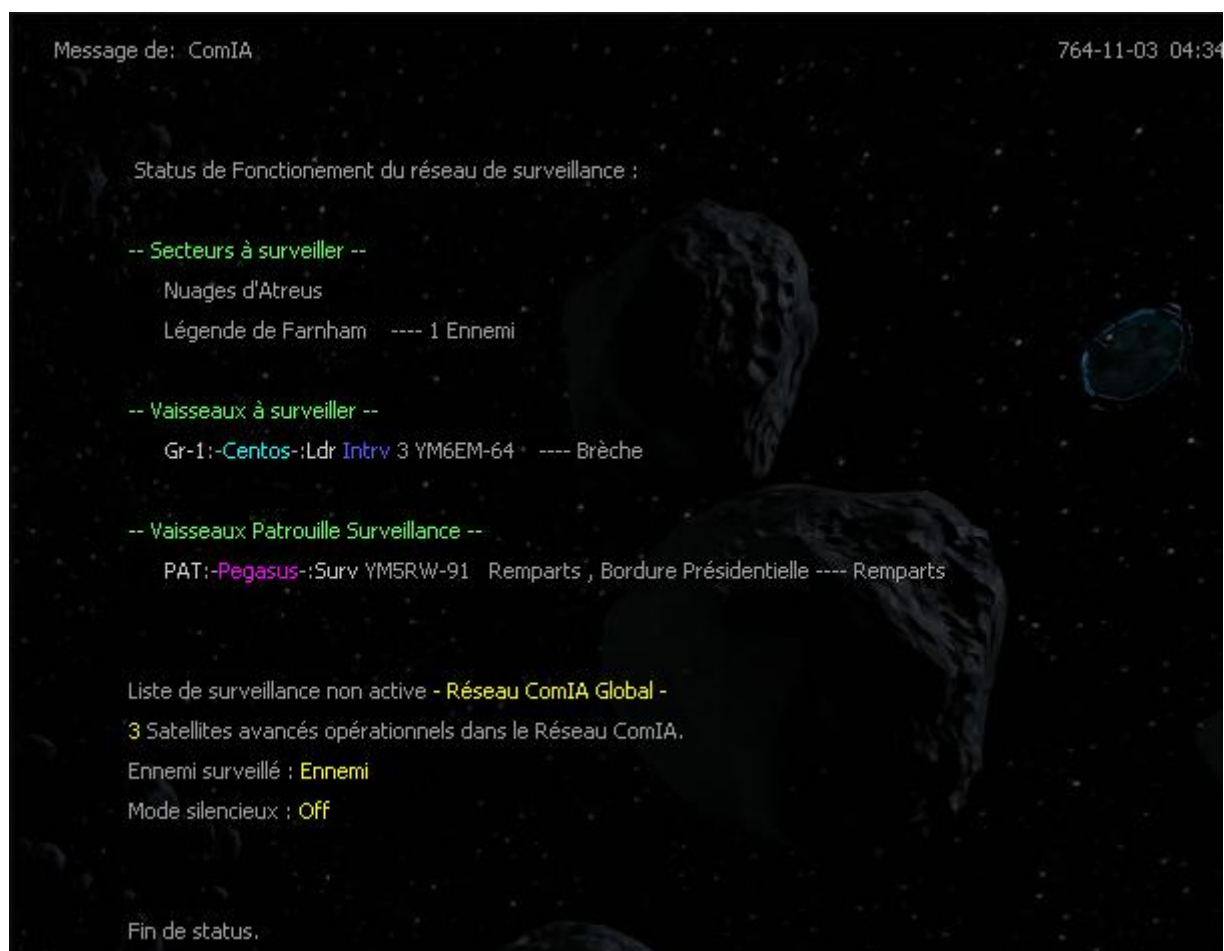 Message de: ComIA 764-11-03 04:34
Status de Fonctionement du réseau de surveillance :
-- Secteurs à surveiller --
Nuages d'Atreus
Légende de Farnham ---- 1 Ennemi
-- Vaisseaux à surveiller --
Gr-1:-Centos-:Ldr Intrv 3 YM6EM-64 ---- Brèche
-- Vaisseaux Patrouille Surveillance --
PAT:-Pegasus-:Surv YM5RW-91 Remparts , Bordure Présidentielle ---- Remparts
Liste de surveillance non active - Réseau ComIA Global -
3 Satellites avancés opérationnels dans le Réseau ComIA.
Ennemi surveillé : Ennemi
Mode silencieux : Off
Fin de status.